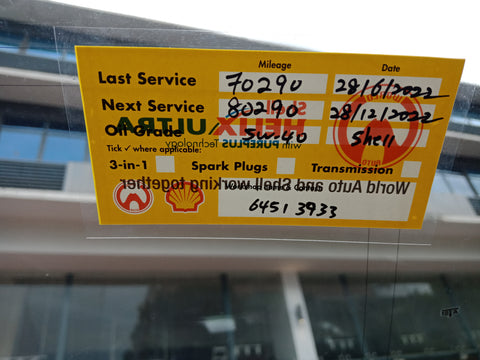 Mileage Date
Last Service 70290 28/6/2022
Next Service 80290 28/12/2022
Oil Grade 5w40 Shell
Tick ✓ where applicable:
3-in-1 Spark Plugs Transmission
World Auto and Shell working together
6451 3933
Shell
HELIX ULTRA
with PUREPLUS Technology